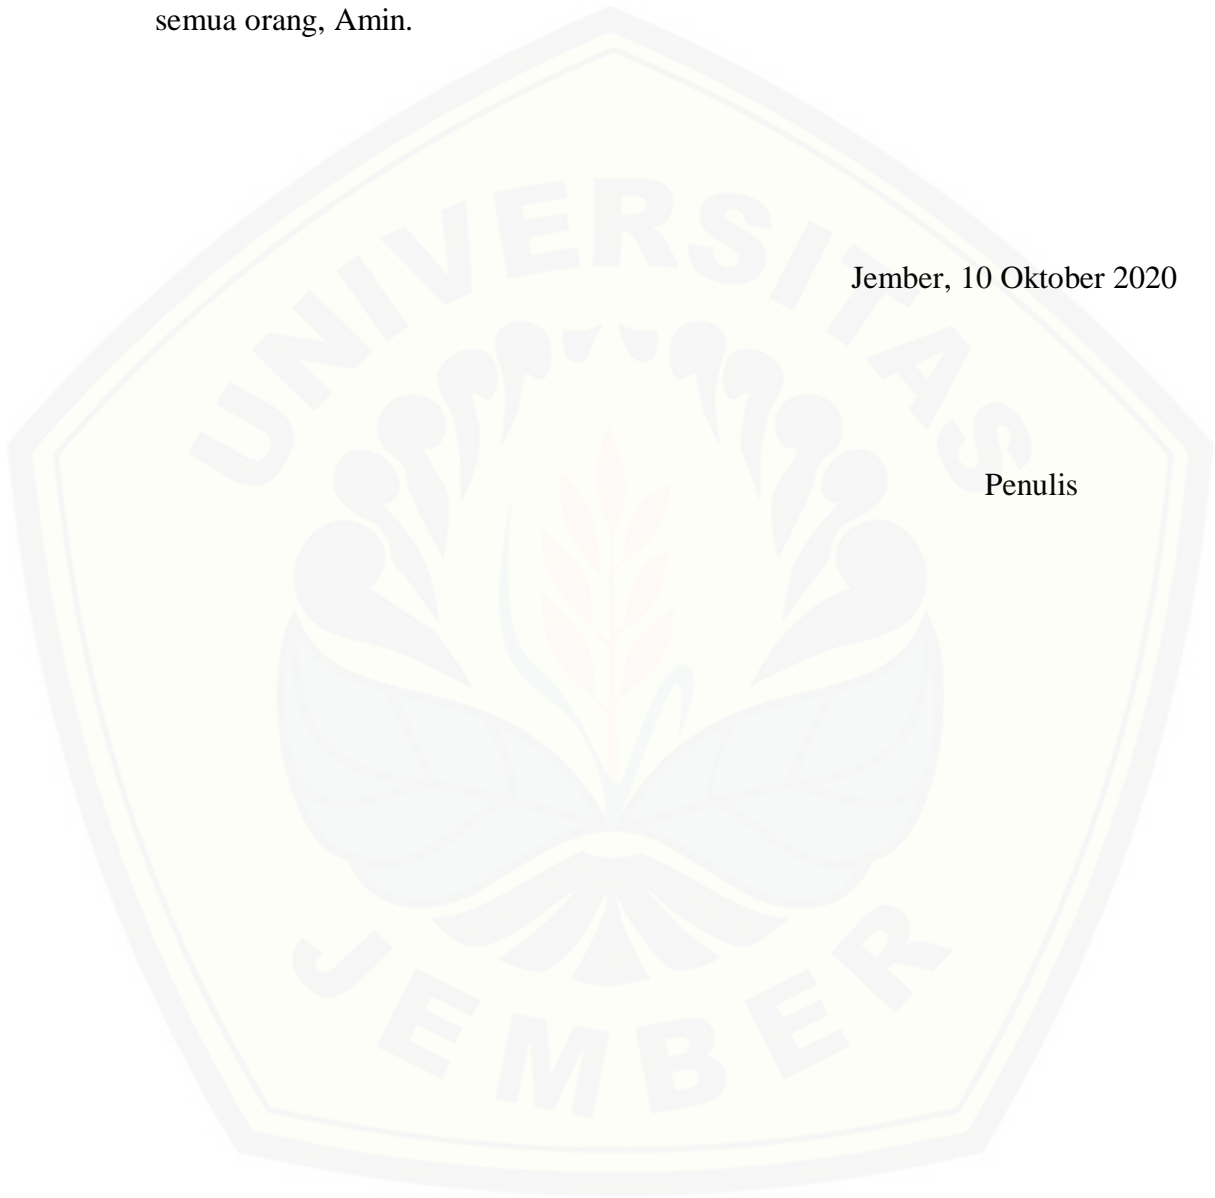 semua orang, Amin.
UNIVERSITAS
Jember, 10 Oktober 2020
Penulis
JEMBER